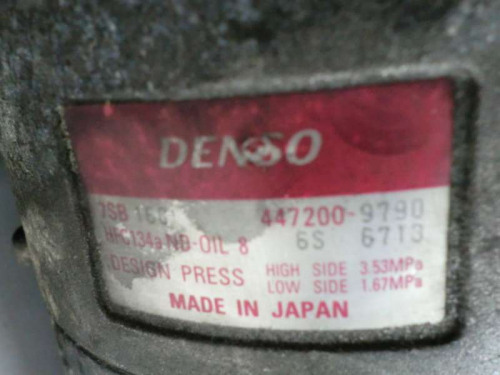 DENSO
7SB 16C 447200-9790
HFC134a ND-OIL 8 6S 6713
DESIGN PRESS HIGH SIDE 3.53MPa
LOW SIDE 1.67MPa
MADE IN JAPAN